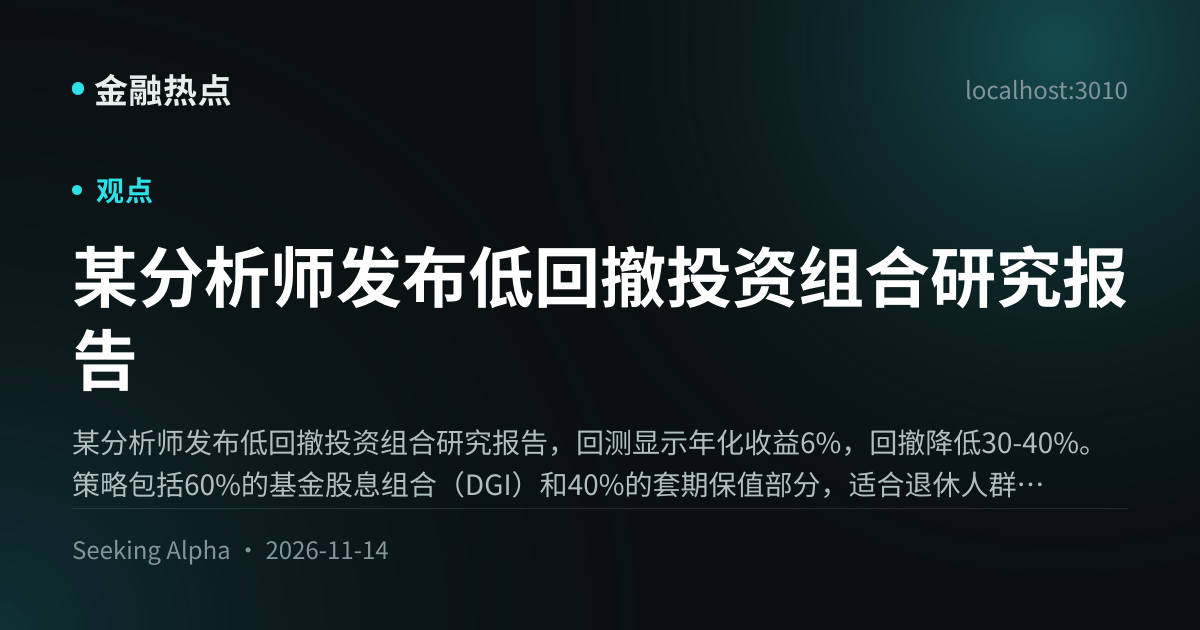 金融热点
localhost:3010
观点
某分析师发布低回撤投资组合研究报
告
某分析师发布低回撤投资组合研究报告，回测显示年化收益6%，回撤降低30-40%。
策略包括60%的基金股息组合（DGI）和40%的套期保值部分，适合退休人群…
Seeking Alpha · 2026-11-14